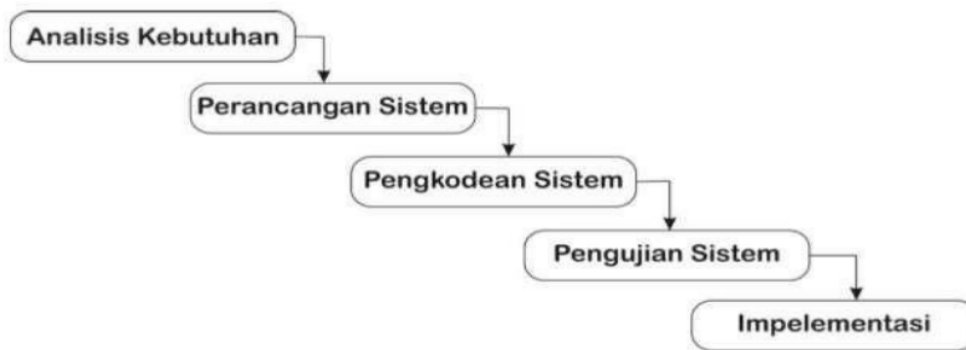 Analisis Kebutuhan
Perancangan Sistem
Pengkodean Sistem
Pengujian Sistem
Impelementasi